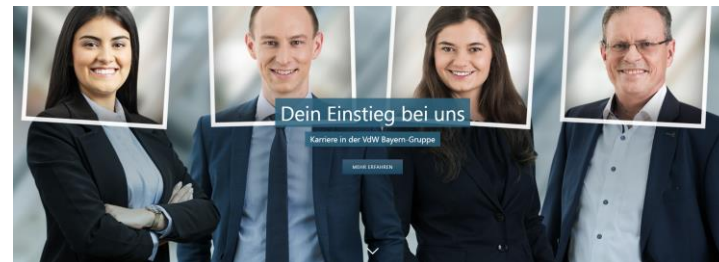 Dein Einstieg bei uns
Karriere in der VdW Bayern-Gruppe
MEHR ERFAHREN